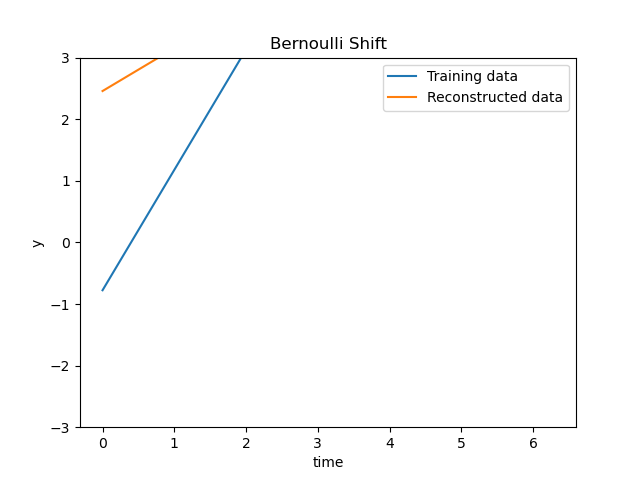 Bernoulli Shift
Training data
Reconstructed data
3
2
1
0
−1
−2
−3
y
0 1 2 3 4 5 6
time